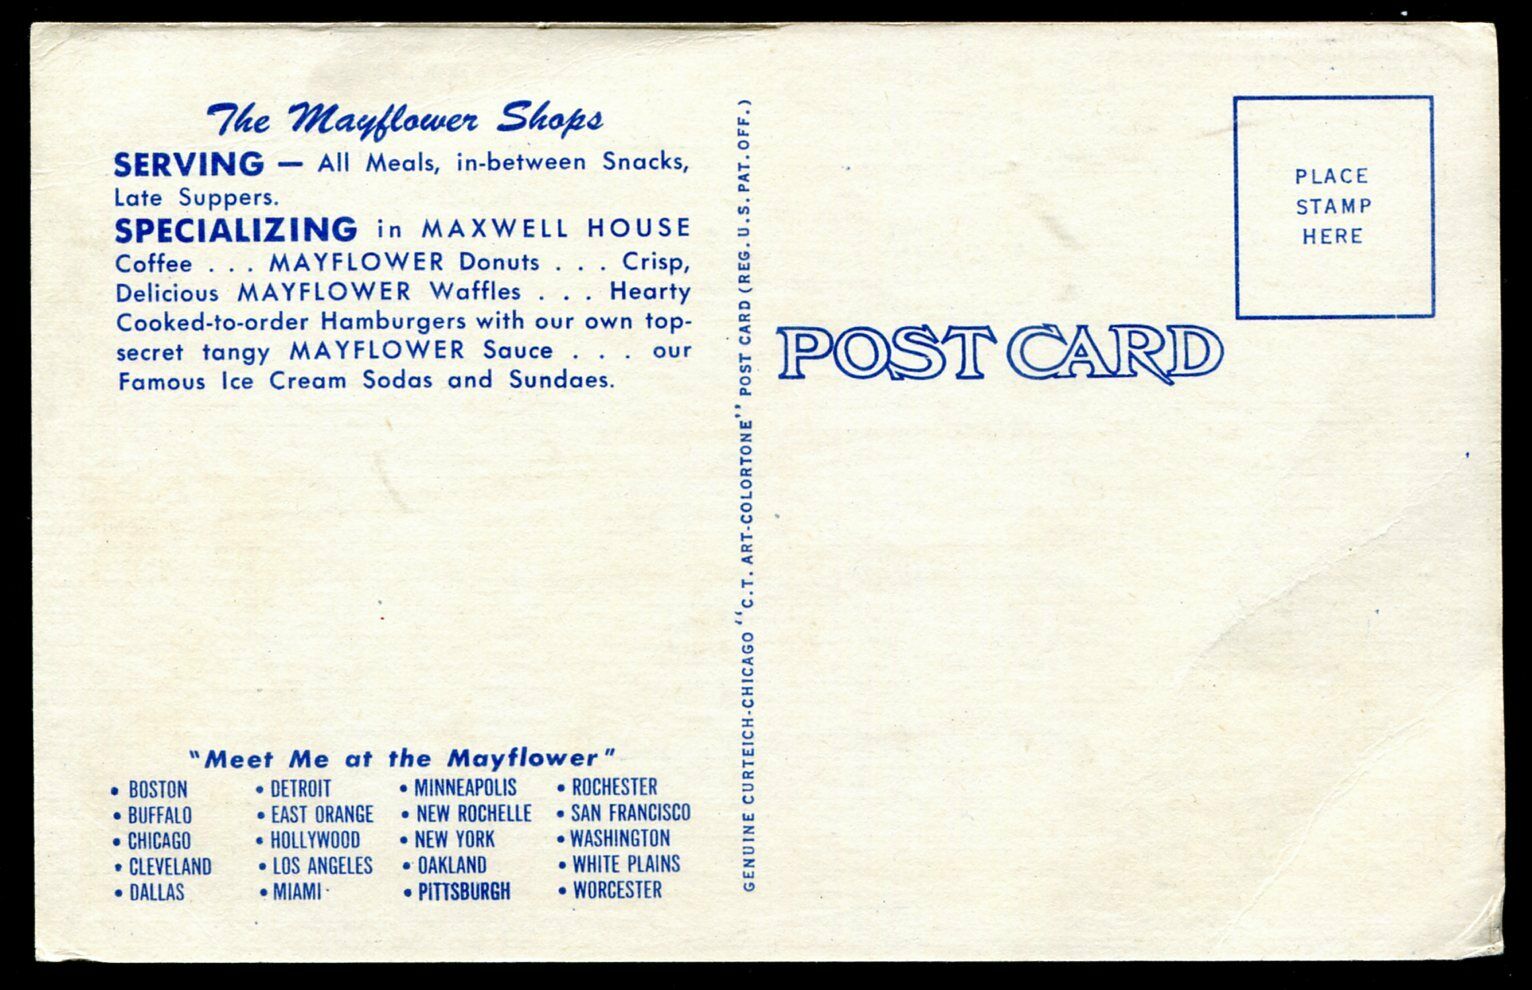 The Mayflower Shops
SERVING — All Meals, in-between Snacks,
Late Suppers.
SPECIALIZING in MAXWELL HOUSE
Coffee . . . MAYFLOWER Donuts . . . Crisp,
Delicious MAYFLOWER Waffles . . . Hearty
Cooked-to-order Hamburgers with our own top-
secret tangy MAYFLOWER Sauce . . . our
Famous Ice Cream Sodas and Sundaes.
"Meet Me at the Mayflower"
• BOSTON • DETROIT • MINNEAPOLIS • ROCHESTER
• BUFFALO • EAST ORANGE • NEW ROCHELLE • SAN FRANCISCO
• CHICAGO • HOLLYWOOD • NEW YORK • WASHINGTON
• CLEVELAND • LOS ANGELES • OAKLAND • WHITE PLAINS
• DALLAS • MIAMI • PITTSBURGH • WORCESTER
GENUINE CURTEICH-CHICAGO "C.T. ART-COLORTONE" POST CARD (REG. U.S. PAT. OFF.)
POST CARD
PLACE
STAMP
HERE